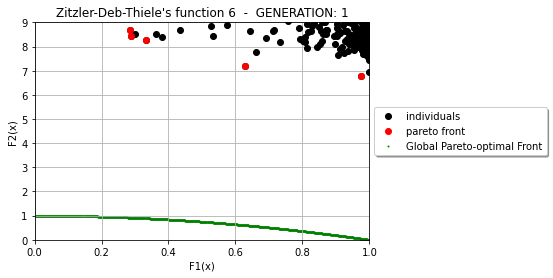 Zitzler-Deb-Thiele's function 6 - GENERATION: 1
F2(x)
9
8
7
6
5
4
3
2
1
0
0.0 0.2 0.4 0.6 0.8 1.0
F1(x)
individuals
pareto front
Global Pareto-optimal Front